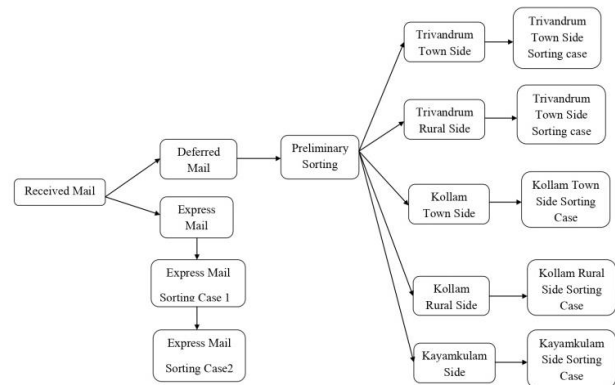 Received Mail
Deferred
Mail
Express
Mail
Express Mail
Sorting Case 1
Express Mail
Sorting Case2
Preliminary
Sorting
Trivandrum
Town Side
Trivandrum
Town Side
Sorting case
Trivandrum
Rural Side
Trivandrum
Town Side
Sorting case
Kollam
Town Side
Kollam Town
Side Sorting
Case
Kollam
Rural Side
Kollam Rural
Side Sorting
Case
Kayamkulam
Side
Kayamkulam
Side Sorting
Case